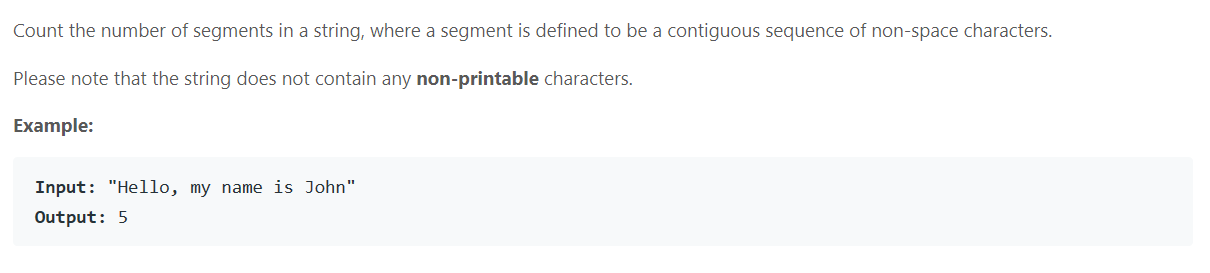 Count the number of segments in a string, where a segment is defined to be a contiguous sequence of non-space characters.
Please note that the string does not contain any non-printable characters.
Example:
Input: "Hello, my name is John"
Output: 5